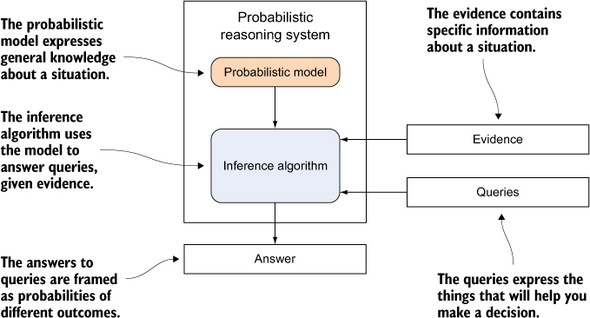 The probabilistic
model expresses
general knowledge
about a situation.
Probabilistic
reasoning system
Probabilistic model
The evidence contains
specific information
about a situation.
The inference
algorithm uses
the model to
answer queries,
given evidence.
Inference algorithm
Evidence
Queries
The answers to
queries are framed
as probabilities of
different outcomes.
Answer
The queries express the
things that will help you
make a decision.